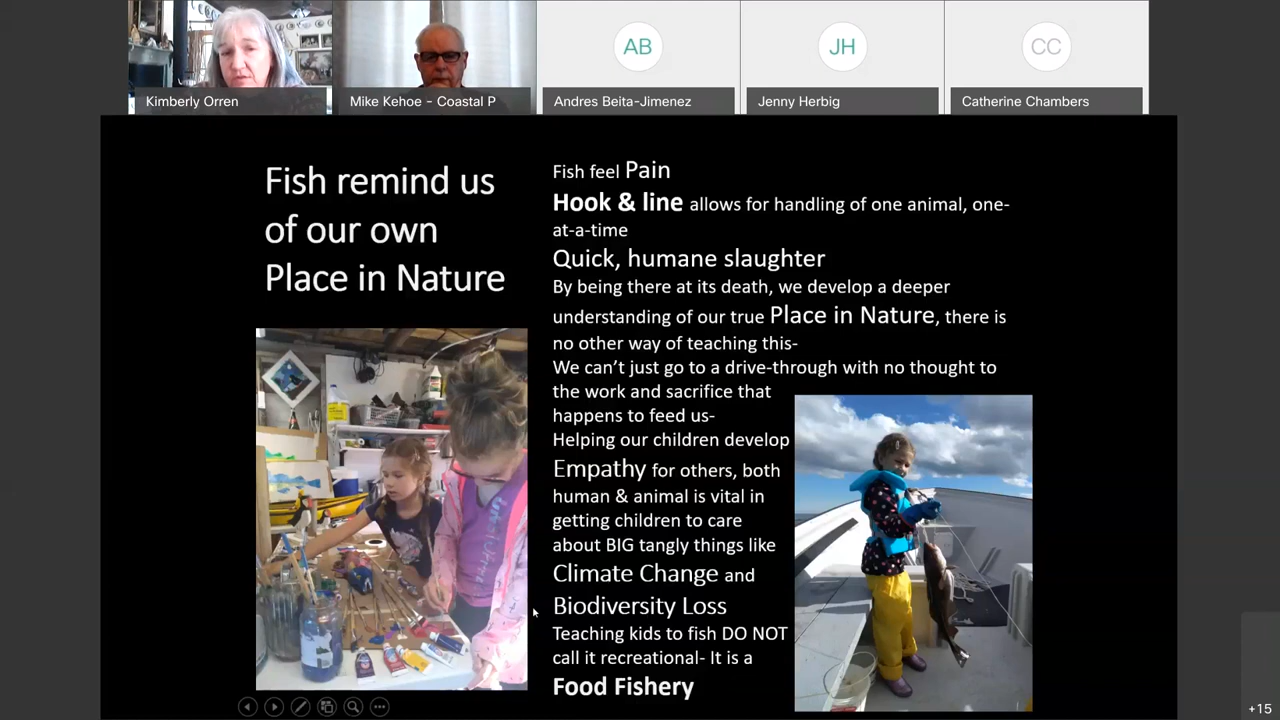 AB
JH
CC
Kimberly Orren
Mike Kehoe - Coastal P
Andres Beita-Jimenez
Jenny Herbig
Catherine Chambers
Fish remind us
of our own
Place in Nature
Fish feel Pain
Hook & line allows for handling of one animal, one-
at-a-time
Quick, humane slaughter
By being there at its death, we develop a deeper
understanding of our true Place in Nature, there is
no other way of teaching this-
We can't just go to a drive-through with no thought to
the work and sacrifice that
happens to feed us-
Helping our children develop
Empathy for others, both
human & animal is vital in
getting children to care
about BIG tangly things like
Climate Change and
Biodiversity Loss
Teaching kids to fish DO NOT
call it recreational- It is a
Food Fishery
+15